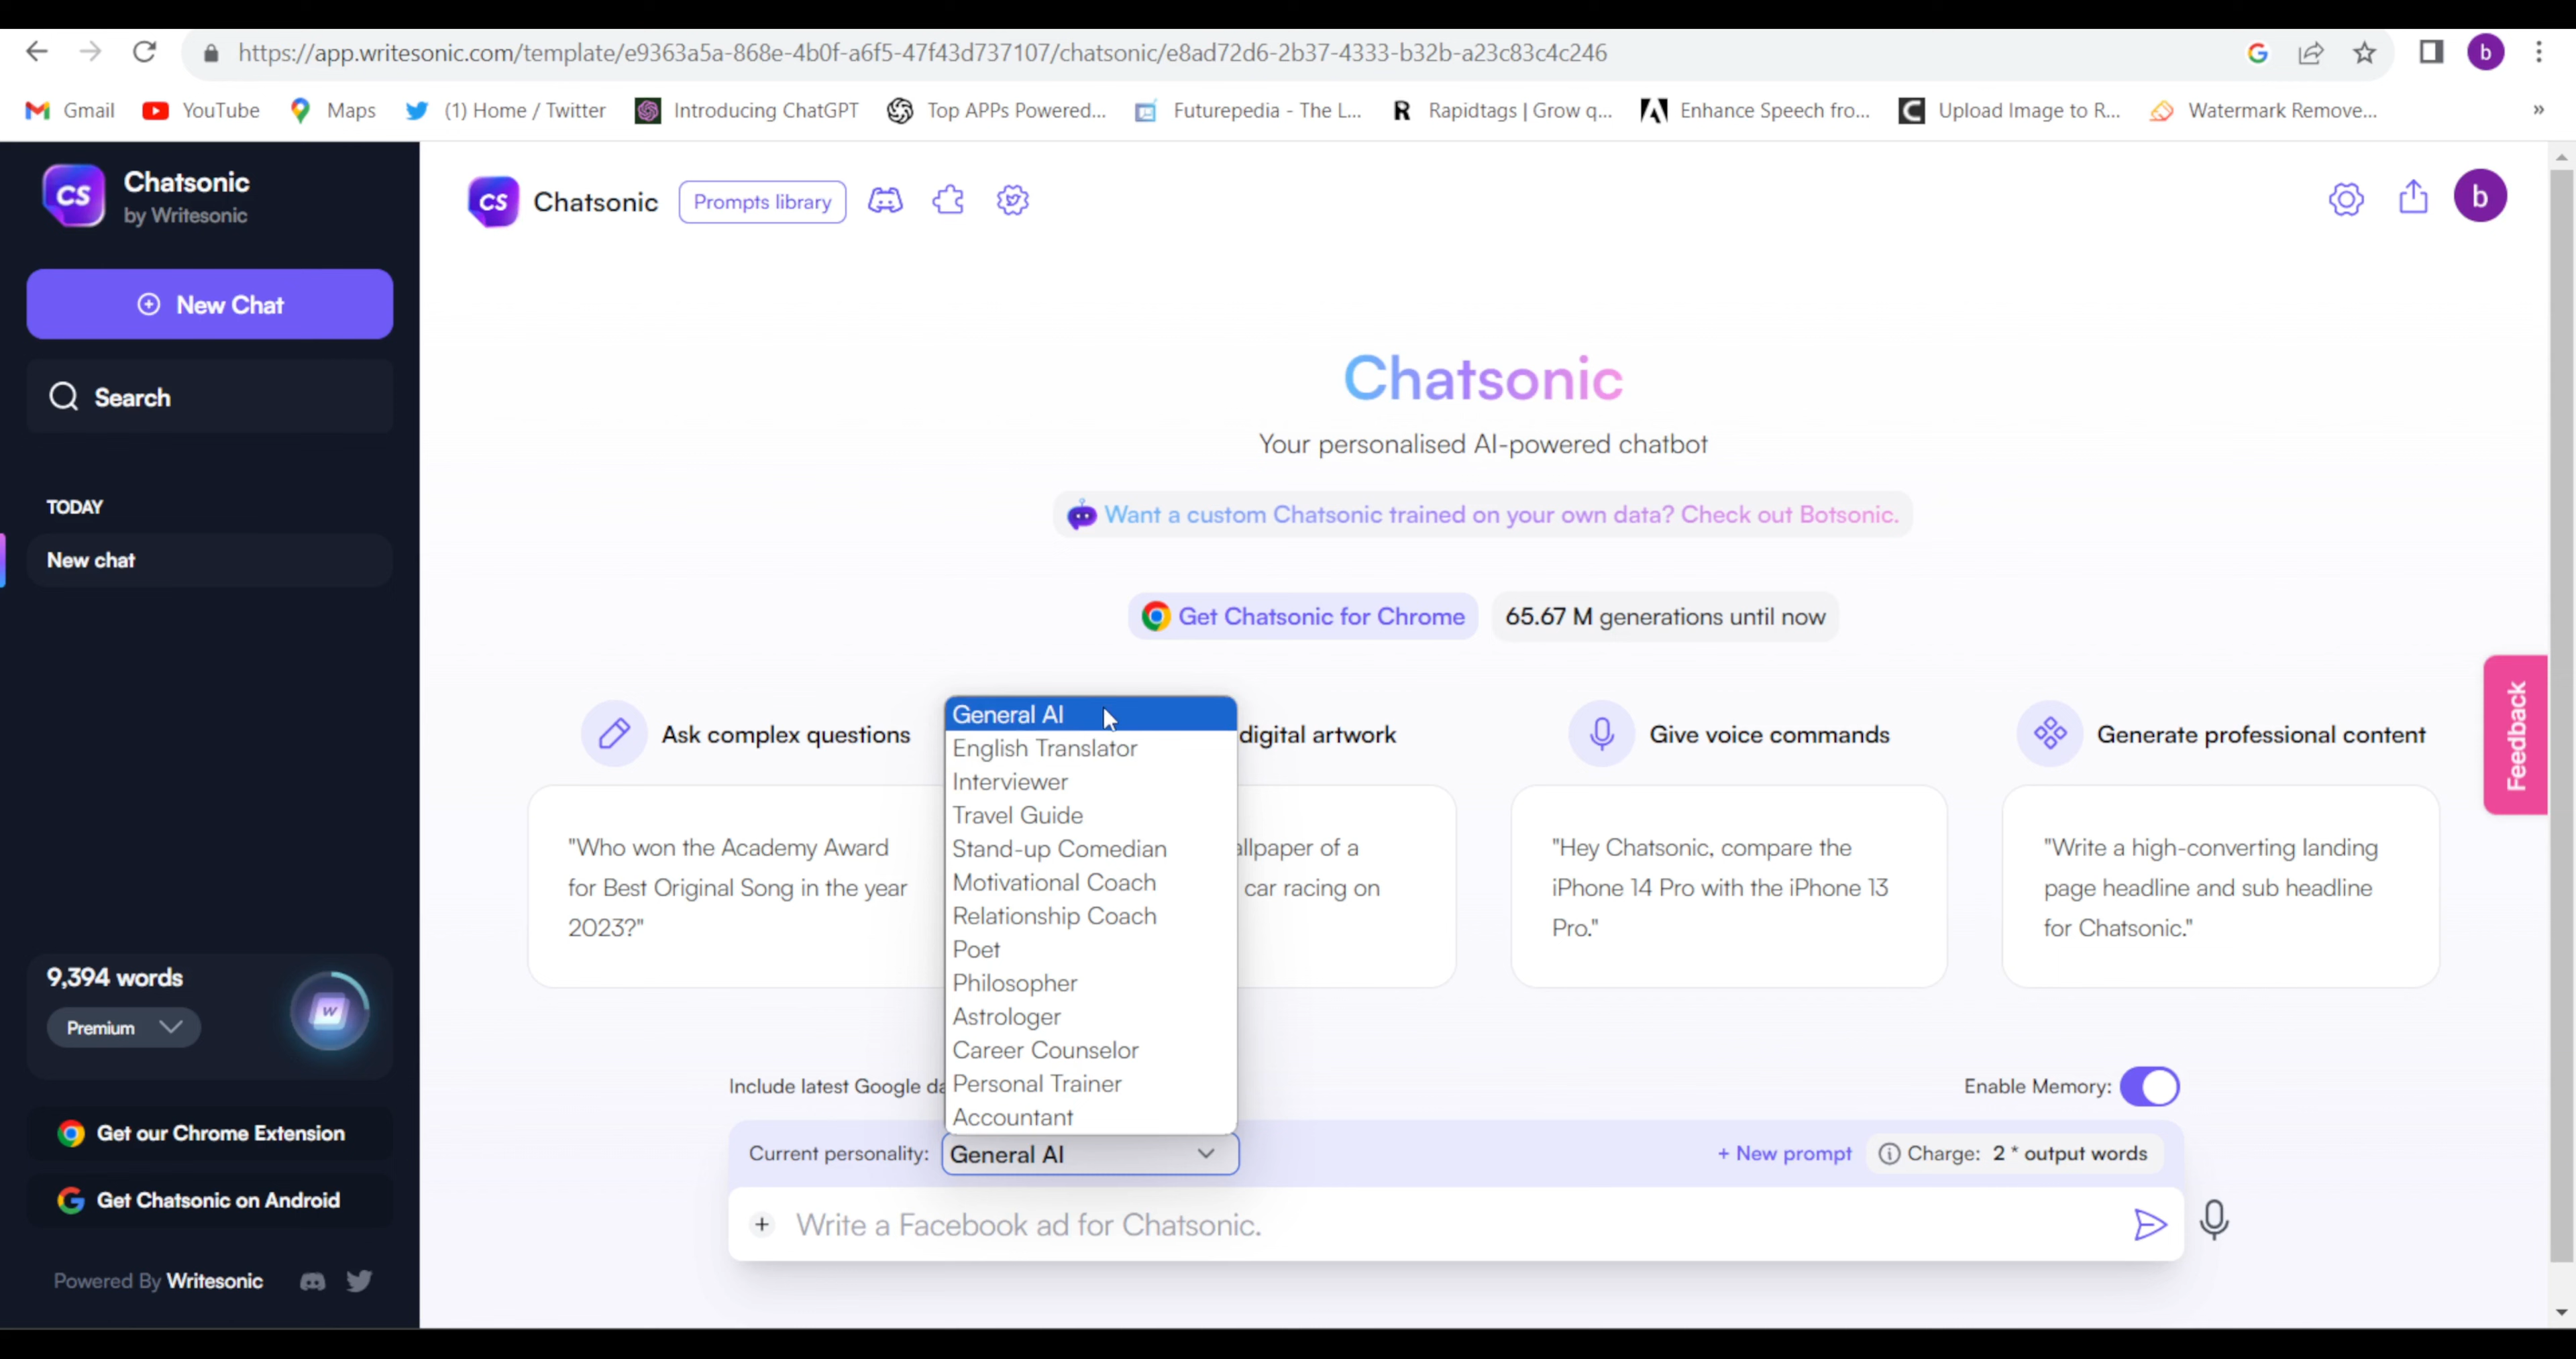 https://app.writesonic.com/template/e9363a5a-868e-4b0f-a6f5-47f43d737107/chatsonic/e8ad72d6-2b37-4333-b32b-a23c83c4c246
b
Gmail
YouTube
Maps
(1) Home / Twitter
Introducing ChatGPT
Top APPs Powered...
Futurepedia - The L...
Rapidtags | Grow q...
Enhance Speech fro...
Upload Image to R...
Watermark Remove...
»
CS
Chatsonic
by Writesonic
New Chat
Search
TODAY
New chat
9,394 words
Premium
W
Get our Chrome Extension
Get Chatsonic on Android
Powered By Writesonic
CS
Chatsonic
Prompts library
b
Chatsonic
Your personalised AI-powered chatbot
Want a custom Chatsonic trained on your own data? Check out Botsonic.
Get Chatsonic for Chrome
65.67 M generations until now
Ask complex questions
"Who won the Academy Award
for Best Original Song in the year
2023?"
digital artwork
allpaper of a
car racing on
Give voice commands
"Hey Chatsonic, compare the
iPhone 14 Pro with the iPhone 13
Pro."
Generate professional content
"Write a high-converting landing
page headline and sub headline
for Chatsonic."
Feedback
General AI
English Translator
Interviewer
Travel Guide
Stand-up Comedian
Motivational Coach
Relationship Coach
Poet
Philosopher
Astrologer
Career Counselor
Personal Trainer
Accountant
Include latest Google da
Enable Memory:
Current personality:
General AI
+ New prompt
Charge: 2 * output words
+ Write a Facebook ad for Chatsonic.